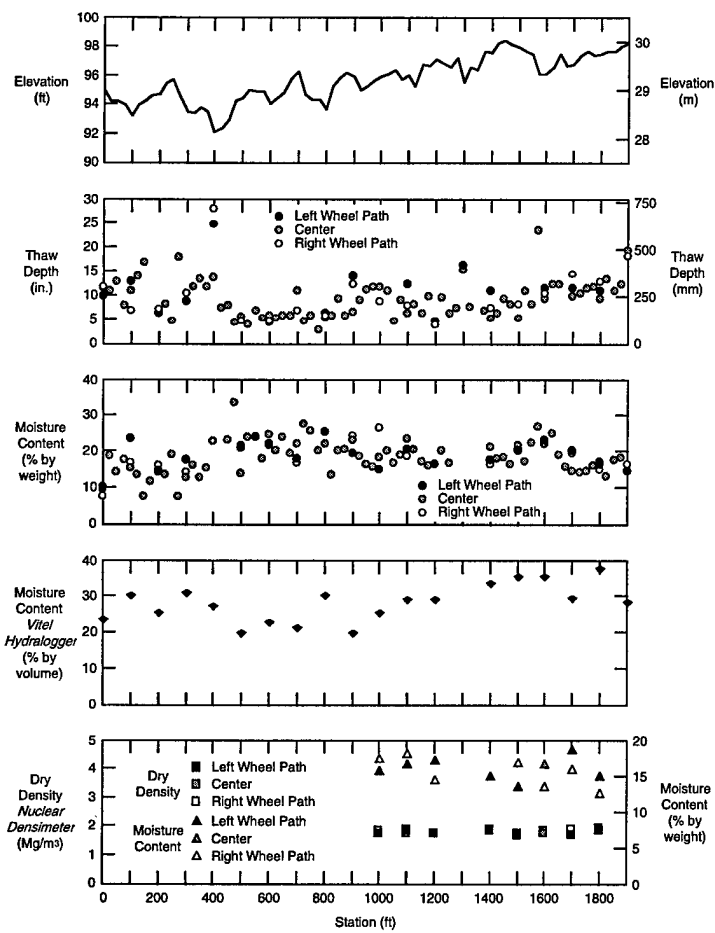 100
98
96
94
92
90
Elevation
(ft)
30
29
28
Elevation
(m)
30
25
20
15
10
5
0
Thaw
Depth
(in.)
Left Wheel Path
Center
Right Wheel Path
750
500
250
0
Thaw
Depth
(mm)
40
30
20
10
0
Moisture
Content
(% by
weight)
Left Wheel Path
Center
Right Wheel Path
40
30
20
10
0
Moisture
Content
Vitel
Hydralogger
(% by
volume)
5
4
3
2
1
0
Dry
Density
Nuclear
Densimeter
(Mg/m3)
Dry
Density
Left Wheel Path
Center
Right Wheel Path
Moisture
Content
Left Wheel Path
Center
Right Wheel Path
20
15
10
5
0
Moisture
Content
(% by
weight)
0 200 400 600 800 1000 1200 1400 1600 1800
Station (ft)